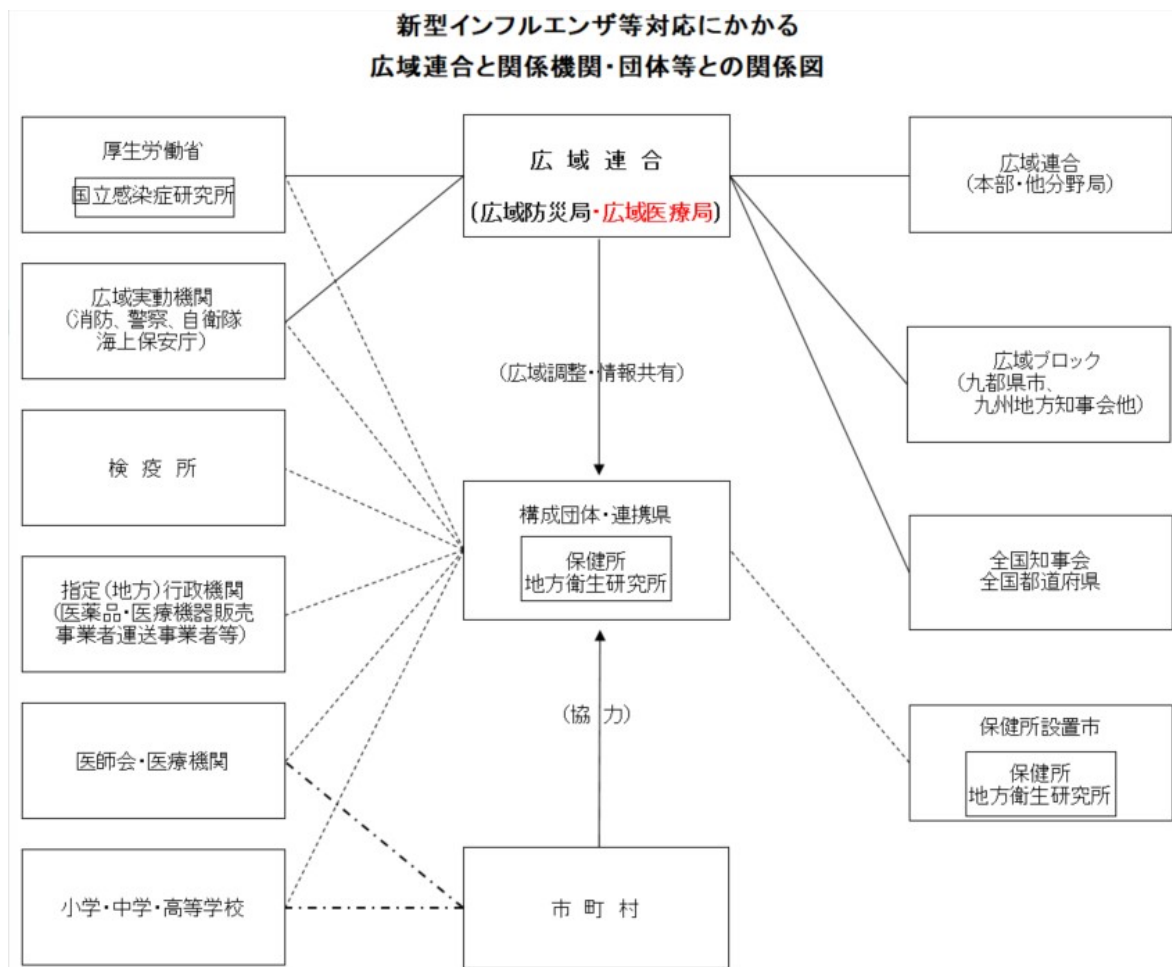 新型インフルエンザ等対応にかかる
広域連合と関係機関・団体等との関係図
厚生労働省
国立感染症研究所
広域連合
(広域防災局・広域医療局)
広域連合
(本部・他分野局)
広域実動機関
(消防、警察、自衛隊
海上保安庁)
(広域調整・情報共有)
広域ブロック
(九都県市、
九州地方知事会他)
検疫所
構成団体・連携県
保健所
地方衛生研究所
全国知事会
全国都道府県
指定(地方)行政機関
(医薬品・医療機器販売
事業者運送事業者等)
医師会・医療機関
(協力)
保健所設置市
保健所
地方衛生研究所
小学・中学・高等学校
市町村